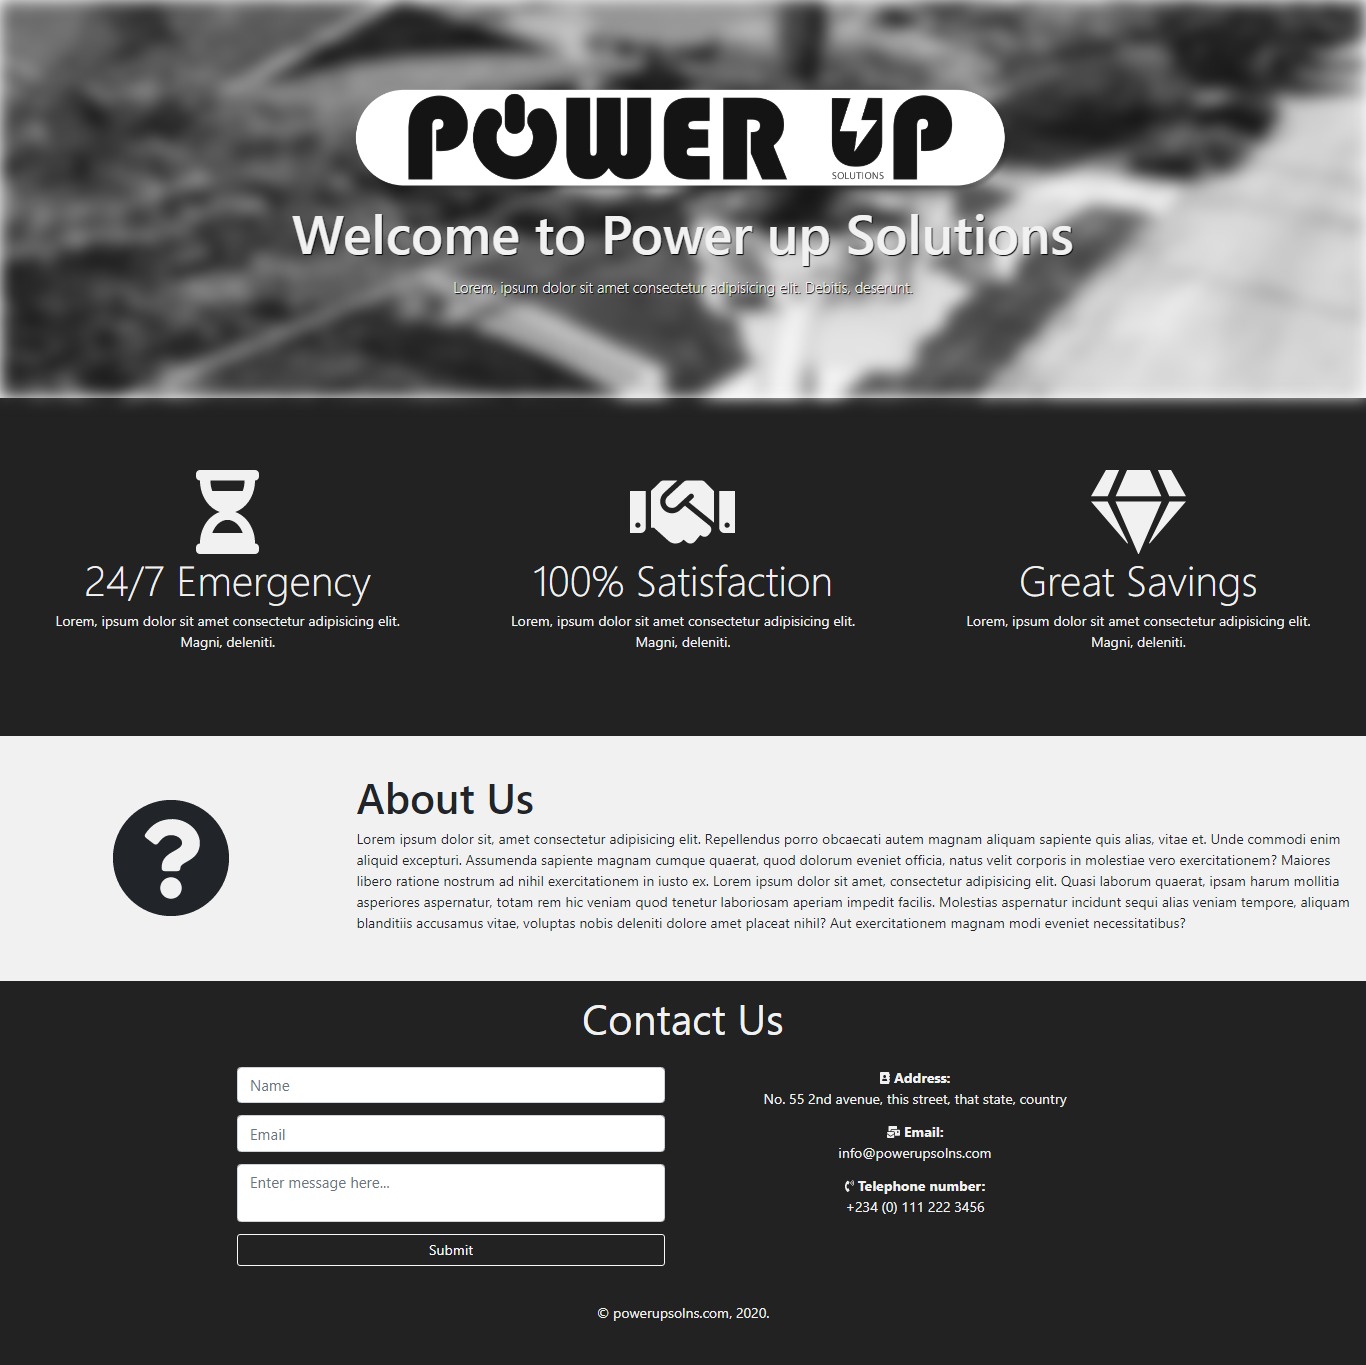 POWER UP
SOLUTIONS
Welcome to Power up Solutions
Lorem, ipsum dolor sit amet consectetur adipisicing elit. Debitis, deserunt.
24/7 Emergency
Lorem, ipsum dolor sit amet consectetur adipisicing elit.
Magni, deleniti.
100% Satisfaction
Lorem, ipsum dolor sit amet consectetur adipisicing elit.
Magni, deleniti.
Great Savings
Lorem, ipsum dolor sit amet consectetur adipisicing elit.
Magni, deleniti.
About Us
Lorem ipsum dolor sit, amet consectetur adipisicing elit. Repellendus porro obcaecati autem magnam aliquam sapiente quis alias, vitae et. Unde commodi enim
aliquid excepturi. Assumenda sapiente magnam cumque quaerat, quod dolorum eveniet officia, natus velit corporis in molestiae vero exercitationem? Maiores
libero ratione nostrum ad nihil exercitationem in iusto ex. Lorem ipsum dolor sit amet, consectetur adipisicing elit. Quasi laborum quaerat, ipsam harum mollitia
asperiores aspernatur, totam rem hic veniam quod tenetur laboriosam aperiam impedit facilis. Molestias aspernatur incidunt sequi alias veniam tempore, aliquam
blanditiis accusamus vitae, voluptas nobis deleniti dolore amet placeat nihil? Aut exercitationem magnam modi eveniet necessitatibus?
Contact Us
Name
Email
Enter message here...
Submit
Address:
No. 55 2nd avenue, this street, that state, country
Email:
info@powerupsolns.com
Telephone number:
+234 (0) 111 222 3456
© powerupsolns.com, 2020.